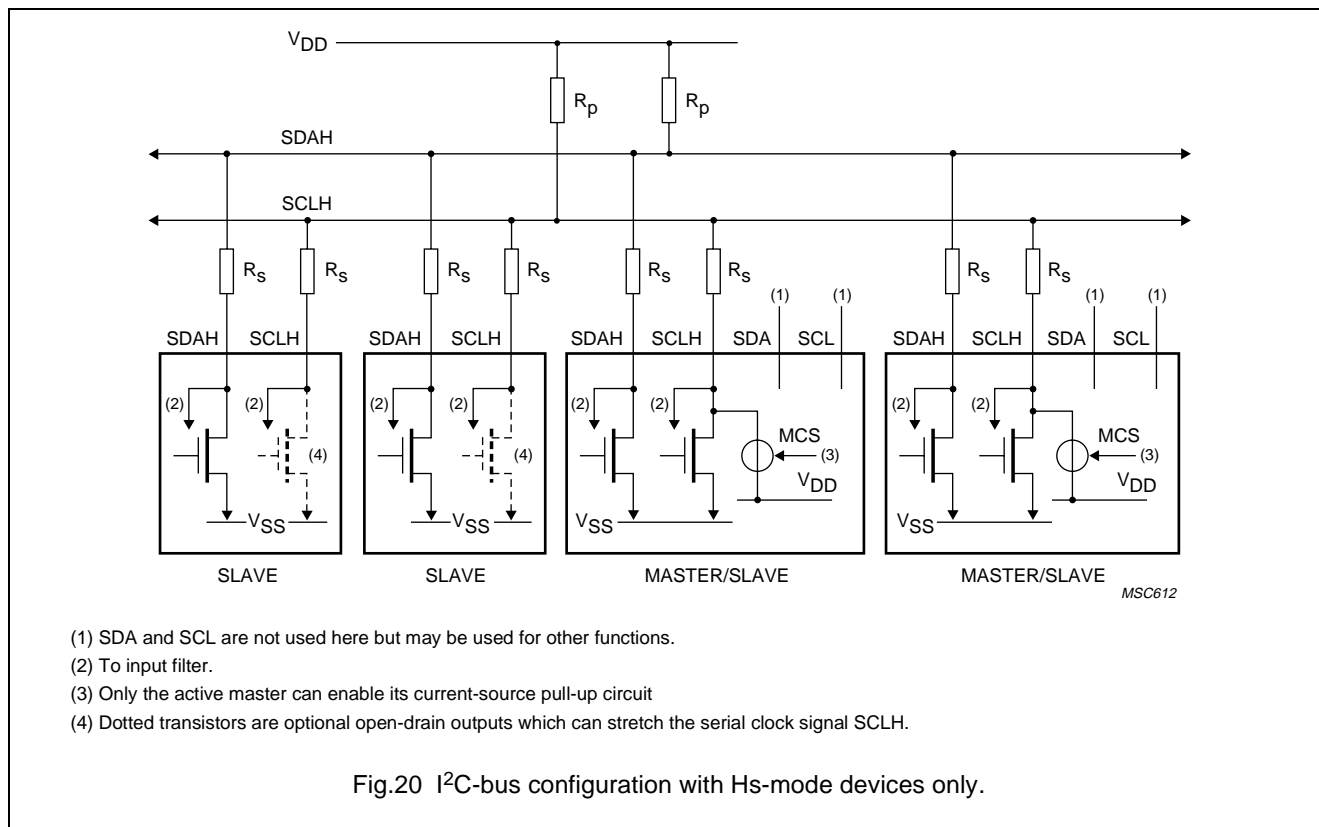 VDD
Rp Rp
SDAH
SCLH
Rs Rs Rs Rs Rs Rs Rs Rs
(1) (1) (1) (1)
SDAH SCLH SDAH SCLH SDAH SCLH SDA SCL SDAH SCLH SDA SCL
(2) (2) (2) (2) (2) (2) (2) (2)
MCS MCS
(4) (4) (3) (3)
VDD VDD
VSS VSS VSS VSS
SLAVE SLAVE MASTER/SLAVE MASTER/SLAVE
MSC612
(1) SDA and SCL are not used here but may be used for other functions.
(2) To input filter.
(3) Only the active master can enable its current-source pull-up circuit
(4) Dotted transistors are optional open-drain outputs which can stretch the serial clock signal SCLH.
Fig.20 I²C-bus configuration with Hs-mode devices only.